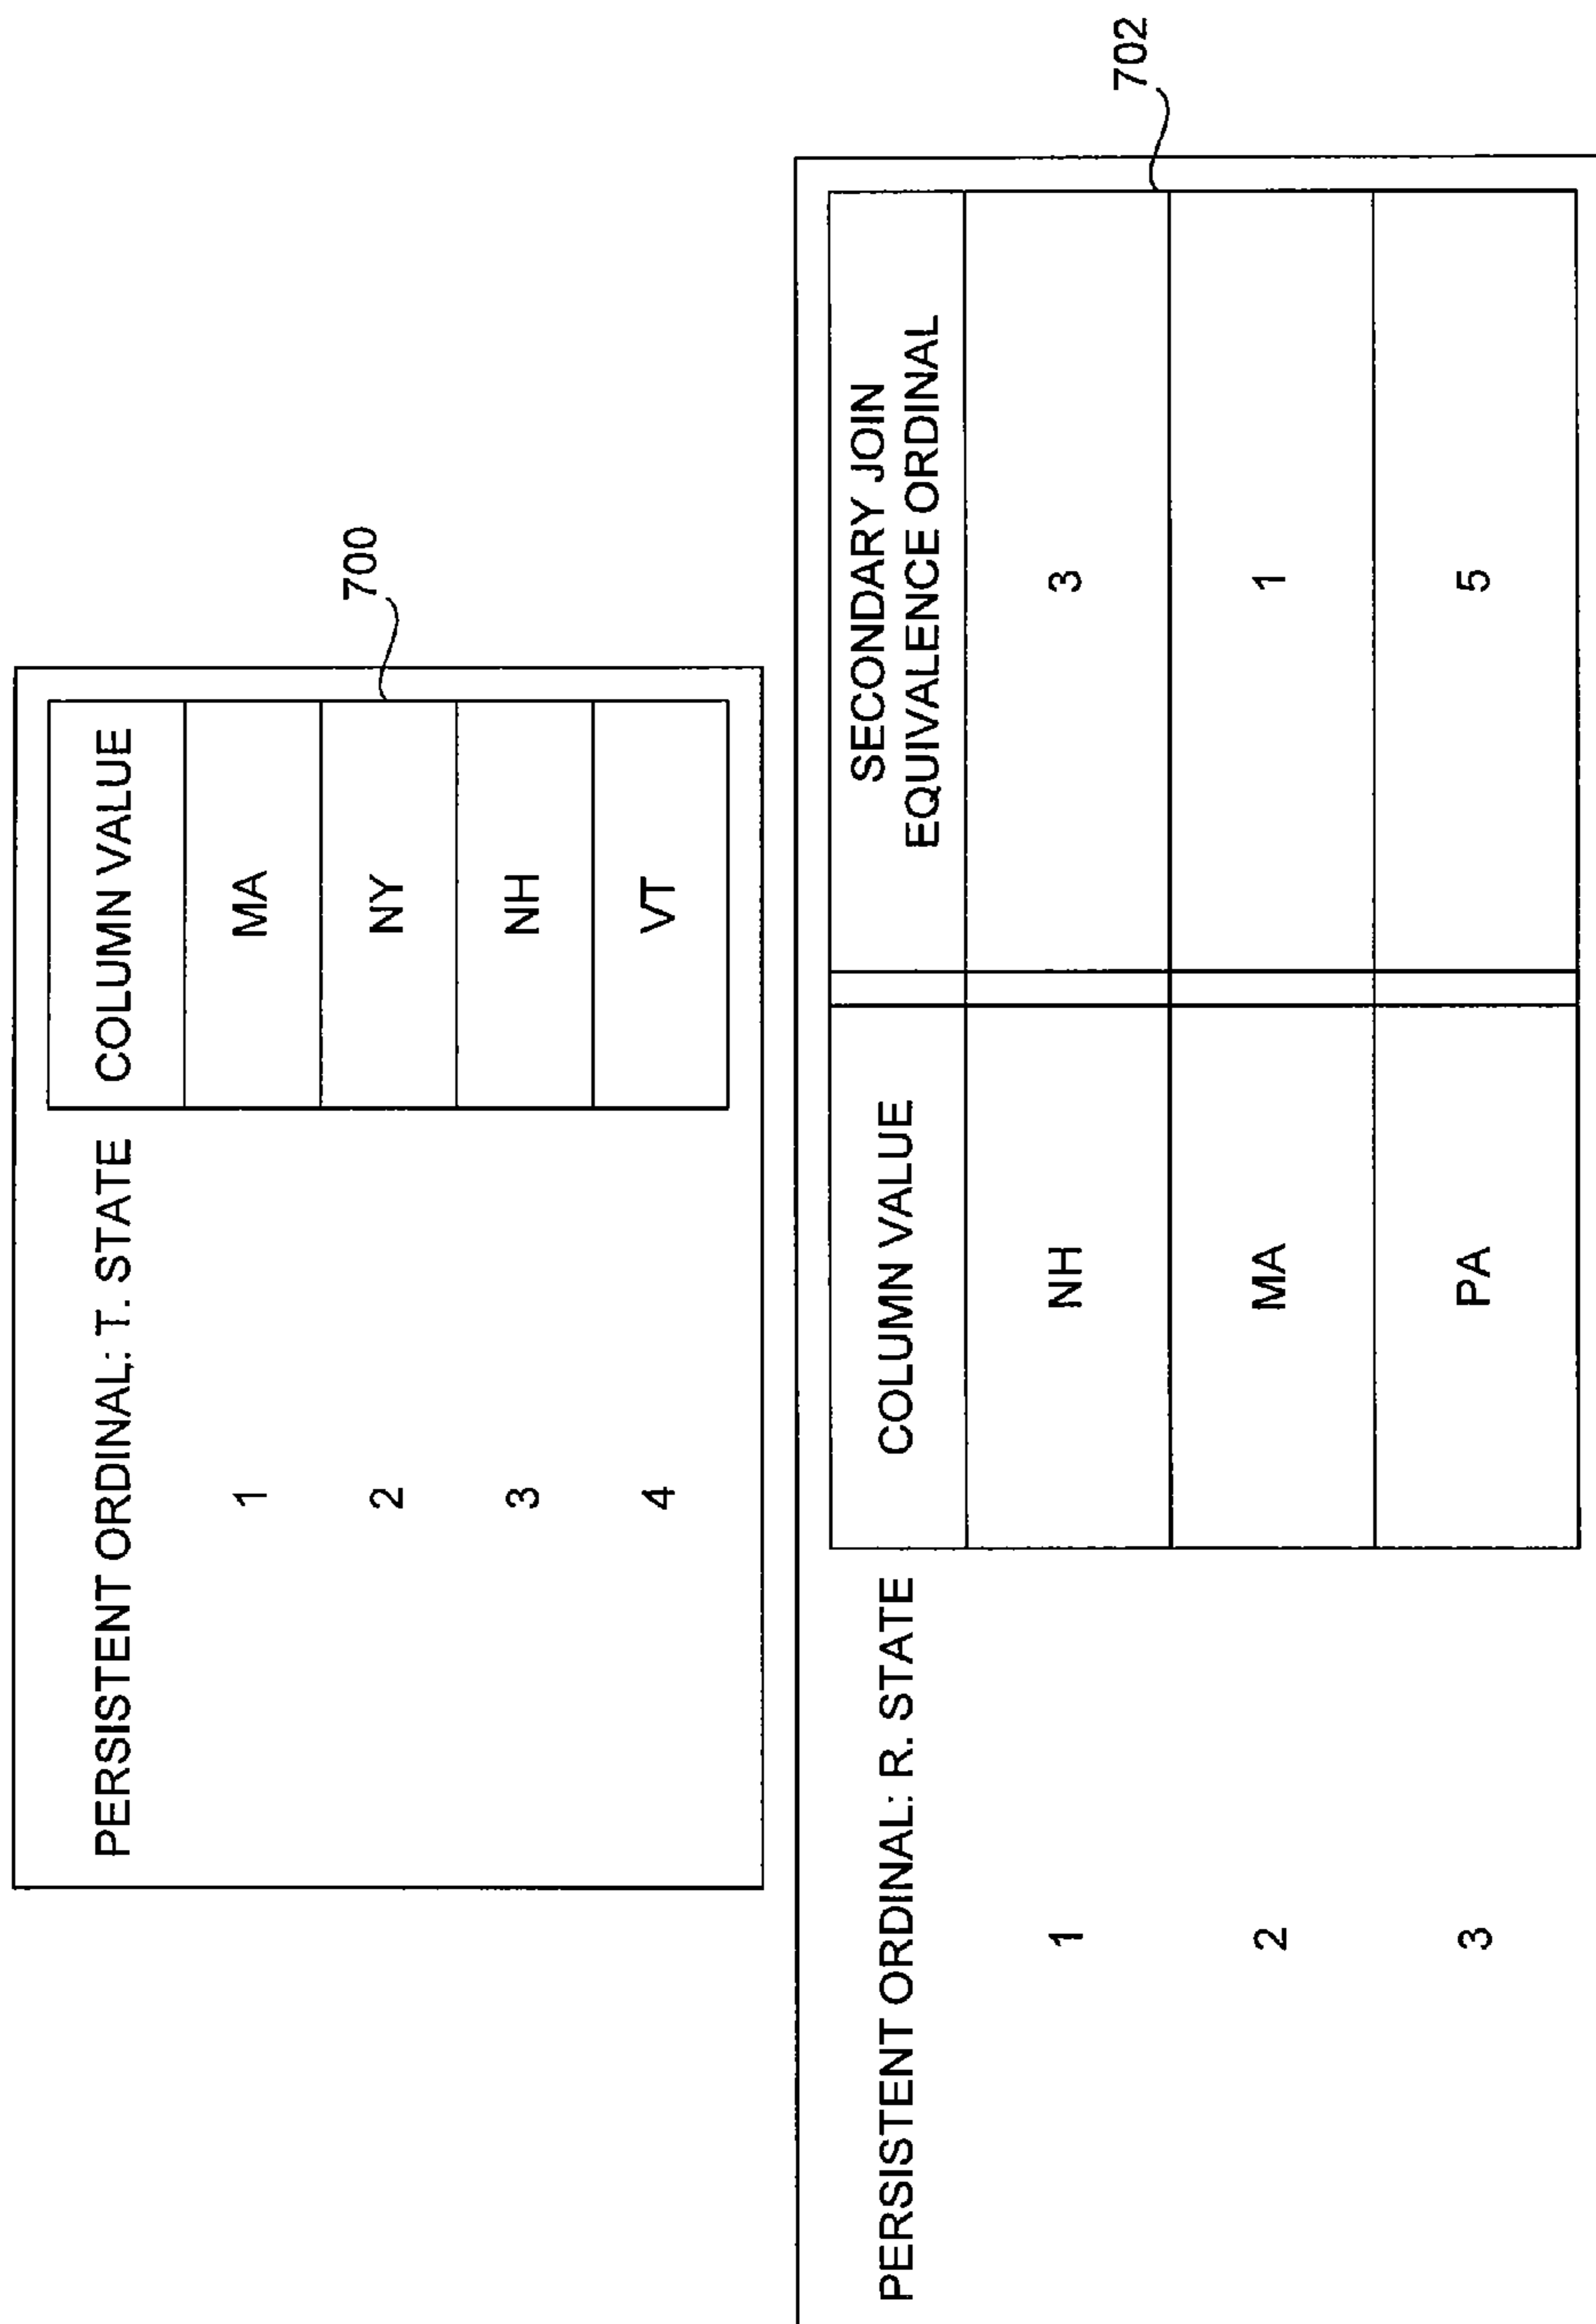 PERSISTENT ORDINAL: T. STATE COLUMN VALUE
1 MA
2 NY
3 NH
4 VT
700
PERSISTENT ORDINAL: R. STATE COLUMN VALUE SECONDARY JOIN
EQUIVALENCE ORDINAL
1 NH 3
2 MA 1
3 PA 5
702